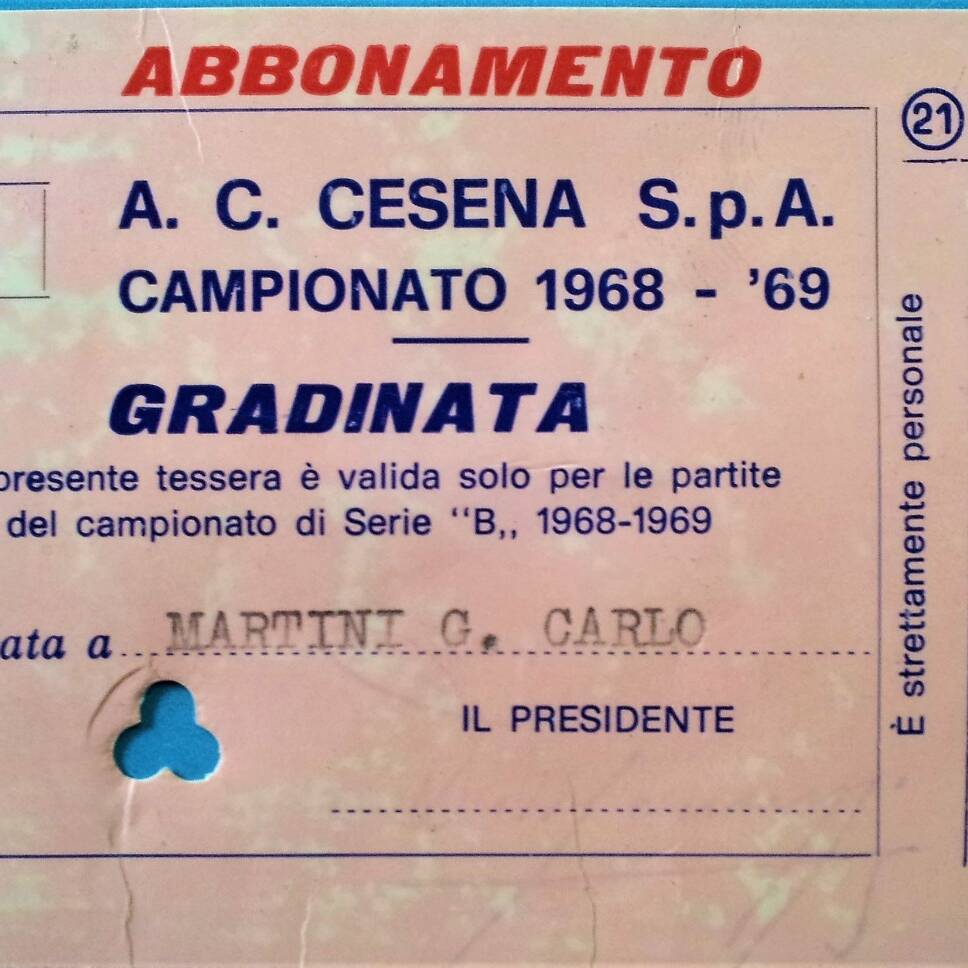 ABBONAMENTO
A. C. CESENA S.p.A.
CAMPIONATO 1968 - '69
GRADINATA
presente tessera è valida solo per le partite
del campionato di Serie "B„ 1968-1969
ata a MARTINI G. CARLO
IL PRESIDENTE
21
È strettamente personale